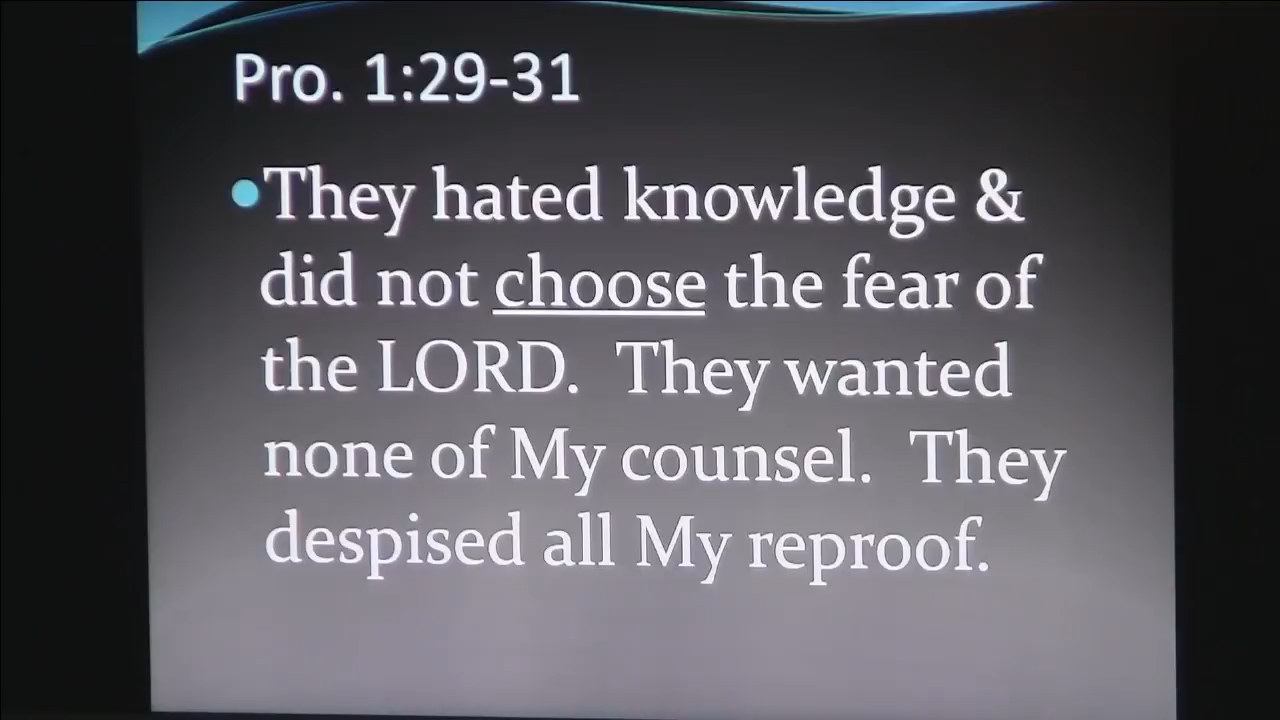 Pro. 1:29-31
•They hated knowledge &
did not choose the fear of
the LORD.  They wanted
none of My counsel.  They
despised all My reproof.